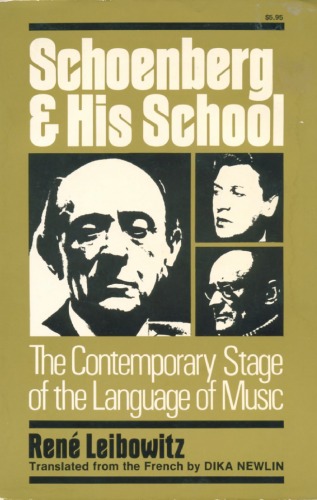 $6.95
Schoenberg
& His School
The Contemporary Stage
of the Language of Music
René Leibowitz
Translated from the French by DIKA NEWLIN